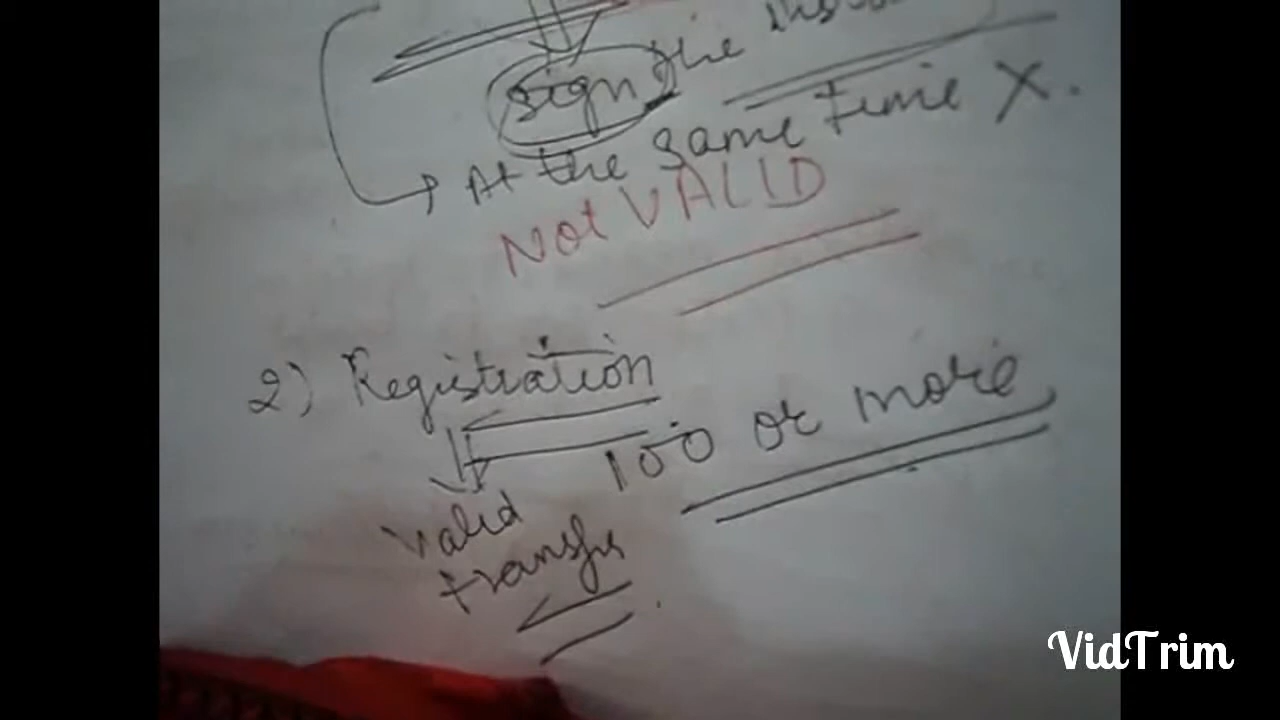 sign the
At the same time X.
Not VALID
2) Registration
100 or more
Valid
transfer
VidTrim